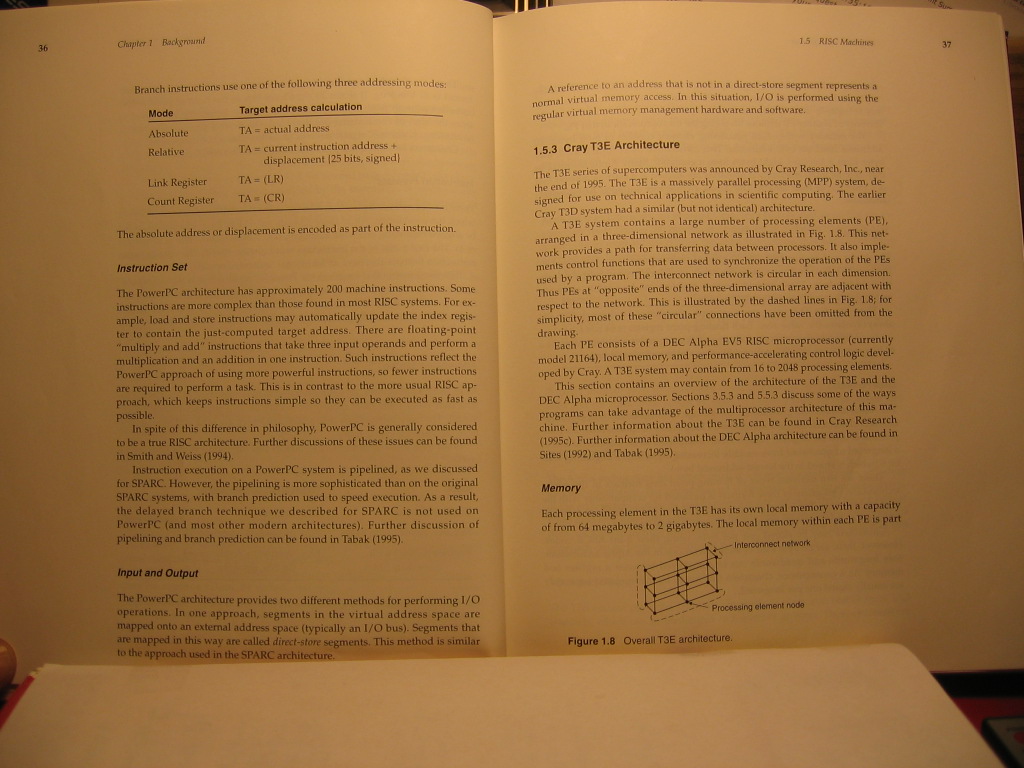 36
Chapter 1 Background
Branch instructions use one of the following three addressing modes:
Mode Target address calculation
Absolute TA = actual address
Relative TA = current instruction address +
displacement {25 bits, signed}
Link Register TA = (LR)
Count Register TA = (CR)
The absolute address or displacement is encoded as part of the instruction.
Instruction Set
The PowerPC architecture has approximately 200 machine instructions. Some
instructions are more complex than those found in most RISC systems. For ex-
ample, load and store instructions may automatically update the index regis-
ter to contain the just-computed target address. There are floating-point
"multiply and add" instructions that take three input operands and perform a
multiplication and an addition in one instruction. Such instructions reflect the
PowerPC approach of using more powerful instructions, so fewer instructions
are required to perform a task. This is in contrast to the more usual RISC ap-
proach, which keeps instructions simple so they can be executed as fast as
possible.
In spite of this difference in philosophy, PowerPC is generally considered
to be a true RISC architecture. Further discussions of these issues can be found
in Smith and Weiss (1994).
Instruction execution on a PowerPC system is pipelined, as we discussed
for SPARC. However, the pipelining is more sophisticated than on the original
SPARC systems, with branch prediction used to speed execution. As a result,
the delayed branch technique we described for SPARC is not used on
PowerPC (and most other modern architectures). Further discussion of
pipelining and branch prediction can be found in Tabak (1995).
Input and Output
The PowerPC architecture provides two different methods for performing I/O
operations. In one approach, segments in the virtual address space are
mapped onto an external address space (typically an I/O bus). Segments that
are mapped in this way are called direct-store segments. This method is similar
to the approach used in the SPARC architecture.
1.5 RISC Machines
37
A reference to an address that is not in a direct-store segment represents a
normal virtual memory access. In this situation, I/O is performed using the
regular virtual memory management hardware and software.
1.5.3 Cray T3E Architecture
The T3E series of supercomputers was announced by Cray Research, Inc., near
the end of 1995. The T3E is a massively parallel processing (MPP) system, de-
signed for use on technical applications in scientific computing. The earlier
Cray T3D system had a similar (but not identical) architecture.
A T3E system contains a large number of processing elements (PE),
arranged in a three-dimensional network as illustrated in Fig. 1.8. This net-
work provides a path for transferring data between processors. It also imple-
ments control functions that are used to synchronize the operation of the PEs
used by a program. The interconnect network is circular in each dimension.
Thus PEs at "opposite" ends of the three-dimensional array are adjacent with
respect to the network. This is illustrated by the dashed lines in Fig. 1.8; for
simplicity, most of these "circular" connections have been omitted from the
drawing.
Each PE consists of a DEC Alpha EV5 RISC microprocessor (currently
model 21164), local memory, and performance-accelerating control logic devel-
oped by Cray. A T3E system may contain from 16 to 2048 processing elements.
This section contains an overview of the architecture of the T3E and the
DEC Alpha microprocessor. Sections 3.5.3 and 5.5.3 discuss some of the ways
programs can take advantage of the multiprocessor architecture of this ma-
chine. Further information about the T3E can be found in Cray Research
(1995c). Further information about the DEC Alpha architecture can be found in
Sites (1992) and Tabak (1995).
Memory
Each processing element in the T3E has its own local memory with a capacity
of from 64 megabytes to 2 gigabytes. The local memory within each PE is part
Interconnect network
Processing element node
Figure 1.8 Overall T3E architecture.